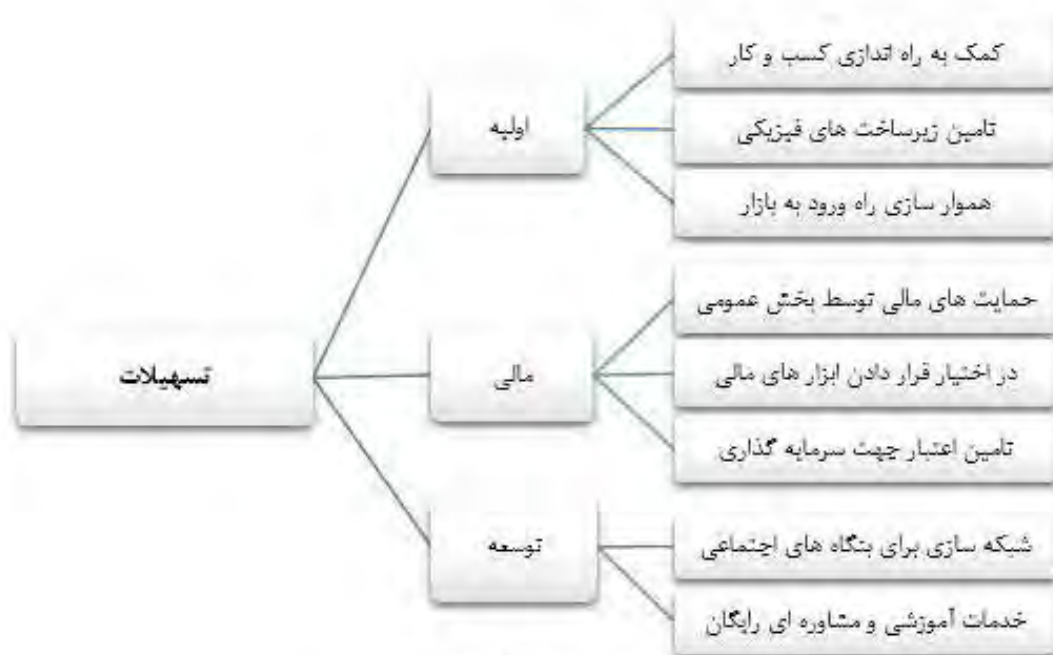 تسهیلات
اولیه
کمک به راه اندازی کسب و کار
تامین زیرساخت های فیزیکی
هموار سازی راه ورود به بازار
مالی
حمایت های مالی توسط بخش عمومی
در اختیار قرار دادن ابزار های مالی
تامین اعتبار جهت سرمایه گذاری
توسعه
شبکه سازی برای بنگاه های اجتماعی
خدمات آموزشی و مشاوره ای رایگان